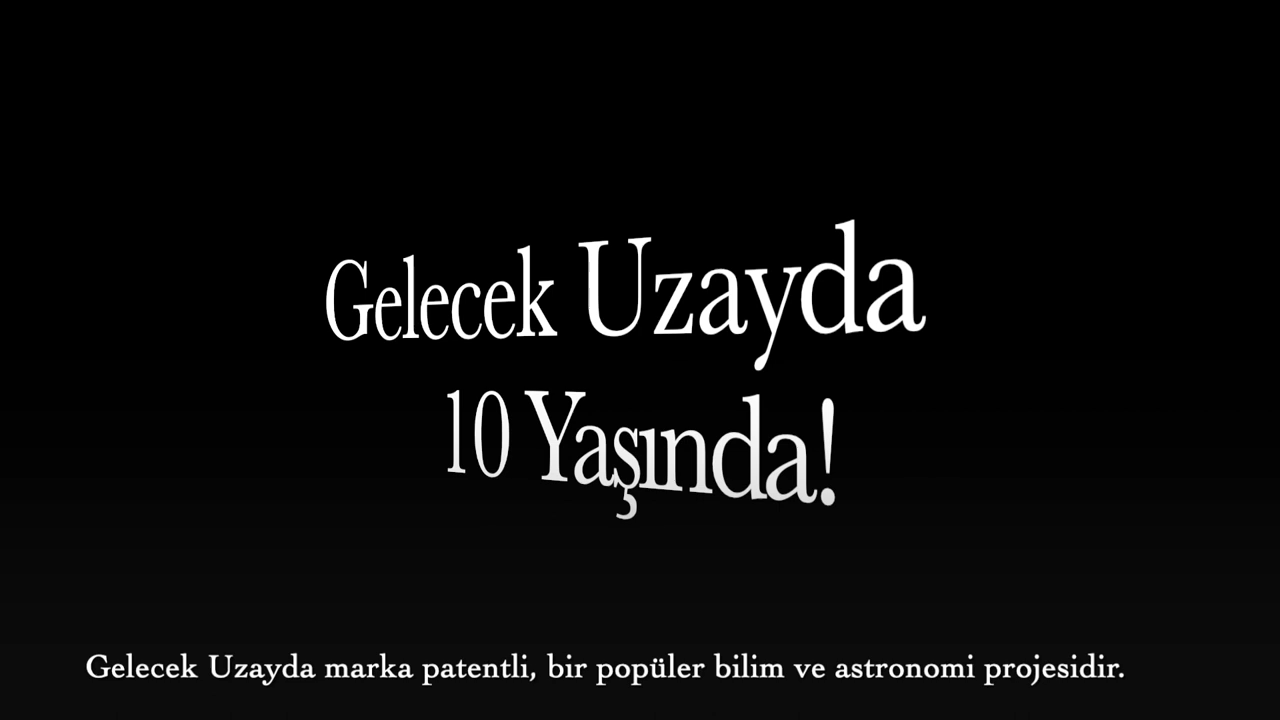 Gelecek Uzayda
10 Yaşında!
Gelecek Uzayda marka patentli, bir popüler bilim ve astronomi projesidir.